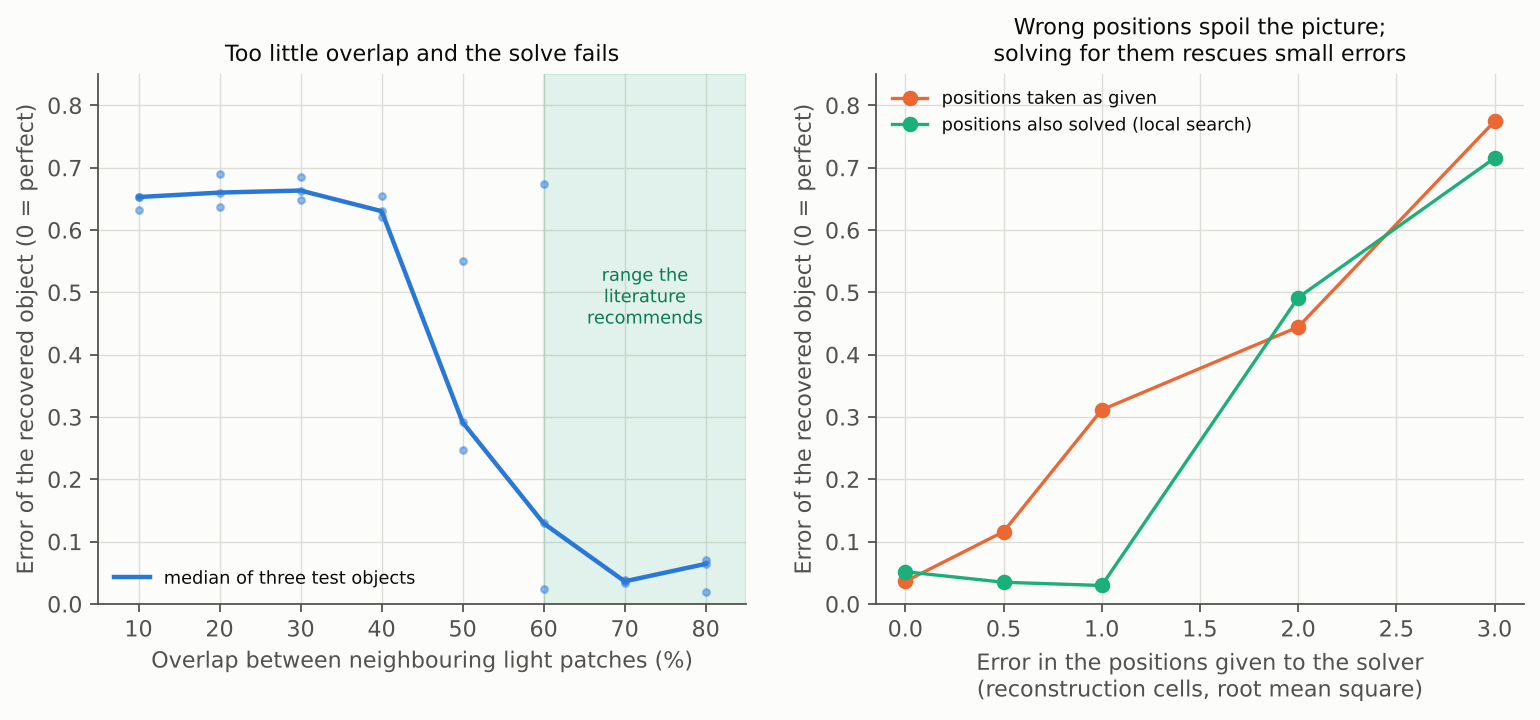 Too little overlap and the solve fails
Error of the recovered object (0 = perfect)
0.8
0.7
0.6
0.5
0.4
0.3
0.2
0.1
0.0
range the
literature
recommends
median of three test objects
10 20 30 40 50 60 70 80
Overlap between neighbouring light patches (%)
Wrong positions spoil the picture;
solving for them rescues small errors
Error of the recovered object (0 = perfect)
0.8
0.7
0.6
0.5
0.4
0.3
0.2
0.1
0.0
positions taken as given
positions also solved (local search)
0.0 0.5 1.0 1.5 2.0 2.5 3.0
Error in the positions given to the solver
(reconstruction cells, root mean square)